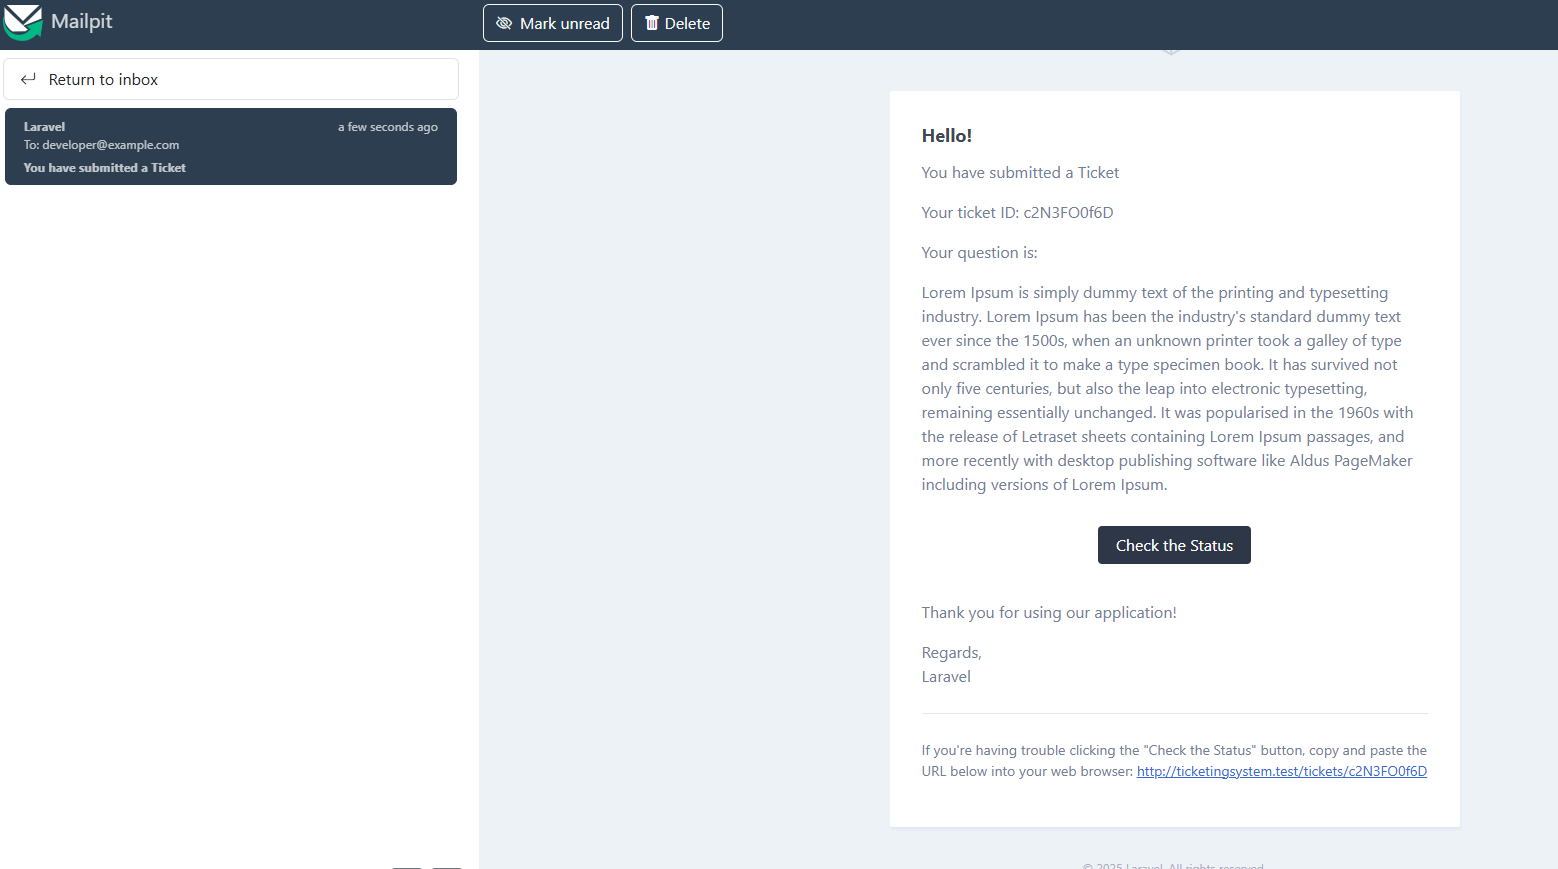 Mailpit
Mark unread
Delete
Return to inbox
Laravel
a few seconds ago
To: developer@example.com
You have submitted a Ticket
Hello!
You have submitted a Ticket
Your ticket ID: c2N3FO0f6D
Your question is:
Lorem Ipsum is simply dummy text of the printing and typesetting
industry. Lorem Ipsum has been the industry's standard dummy text
ever since the 1500s, when an unknown printer took a galley of type
and scrambled it to make a type specimen book. It has survived not
only five centuries, but also the leap into electronic typesetting,
remaining essentially unchanged. It was popularised in the 1960s with
the release of Letraset sheets containing Lorem Ipsum passages, and
more recently with desktop publishing software like Aldus PageMaker
including versions of Lorem Ipsum.
Check the Status
Thank you for using our application!
Regards,
Laravel
If you're having trouble clicking the "Check the Status" button, copy and paste the
URL below into your web browser: http://ticketingsystem.test/tickets/c2N3FO0f6D
© 2025 Laravel. All rights reserved.